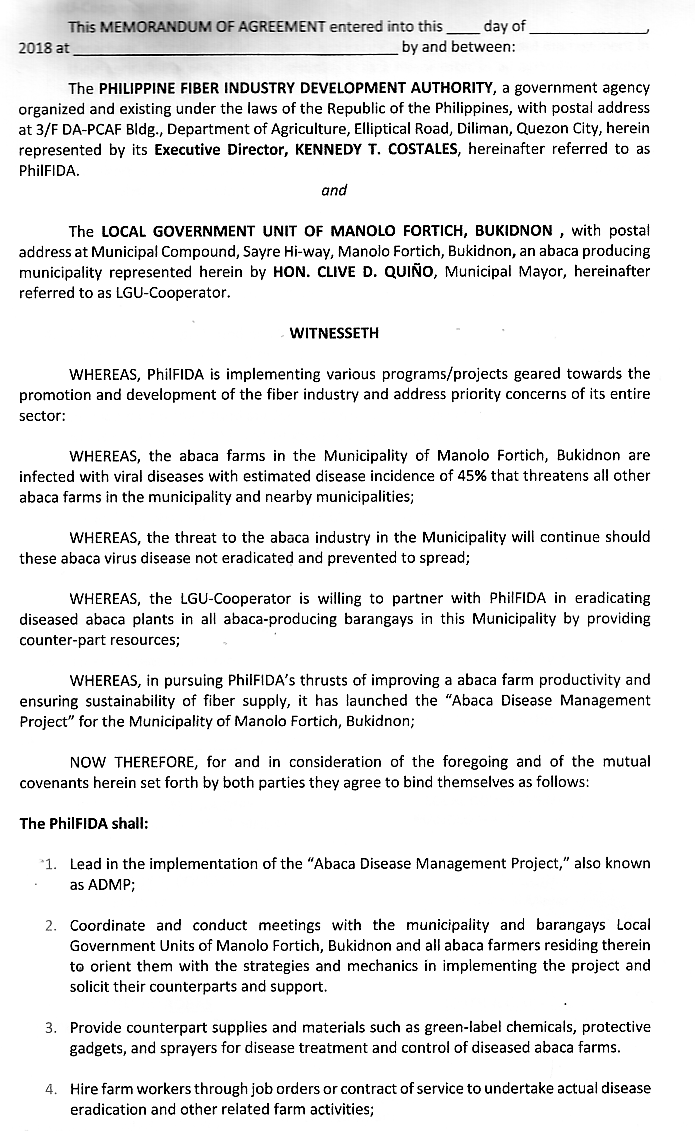 This MEMORANDUM OF AGREEMENT entered into this ____ day of ______________,
2018 at ______________________________________ by and between:
The PHILIPPINE FIBER INDUSTRY DEVELOPMENT AUTHORITY, a government agency
organized and existing under the laws of the Republic of the Philippines, with postal address
at 3/F DA-PCAF Bldg., Department of Agriculture, Elliptical Road, Diliman, Quezon City, herein
represented by its Executive Director, KENNEDY T. COSTALES, hereinafter referred to as
PhilFIDA.
and
The LOCAL GOVERNMENT UNIT OF MANOLO FORTICH, BUKIDNON , with postal
address at Municipal Compound, Sayre Hi-way, Manolo Fortich, Bukidnon, an abaca producing
municipality represented herein by HON. CLIVE D. QUIÑO, Municipal Mayor, hereinafter
referred to as LGU-Cooperator.
WITNESSETH
WHEREAS, PhilFIDA is implementing various programs/projects geared towards the
promotion and development of the fiber industry and address priority concerns of its entire
sector:
WHEREAS, the abaca farms in the Municipality of Manolo Fortich, Bukidnon are
infected with viral diseases with estimated disease incidence of 45% that threatens all other
abaca farms in the municipality and nearby municipalities;
WHEREAS, the threat to the abaca industry in the Municipality will continue should
these abaca virus disease not eradicated and prevented to spread;
WHEREAS, the LGU-Cooperator is willing to partner with PhilFIDA in eradicating
diseased abaca plants in all abaca-producing barangays in this Municipality by providing
counter-part resources;
WHEREAS, in pursuing PhilFIDA's thrusts of improving a abaca farm productivity and
ensuring sustainability of fiber supply, it has launched the "Abaca Disease Management
Project" for the Municipality of Manolo Fortich, Bukidnon;
NOW THEREFORE, for and in consideration of the foregoing and of the mutual
covenants herein set forth by both parties they agree to bind themselves as follows:
The PhilFIDA shall:
1. Lead in the implementation of the "Abaca Disease Management Project," also known
as ADMP;
2. Coordinate and conduct meetings with the municipality and barangays Local
Government Units of Manolo Fortich, Bukidnon and all abaca farmers residing therein
to orient them with the strategies and mechanics in implementing the project and
solicit their counterparts and support.
3. Provide counterpart supplies and materials such as green-label chemicals, protective
gadgets, and sprayers for disease treatment and control of diseased abaca farms.
4. Hire farm workers through job orders or contract of service to undertake actual disease
eradication and other related farm activities;